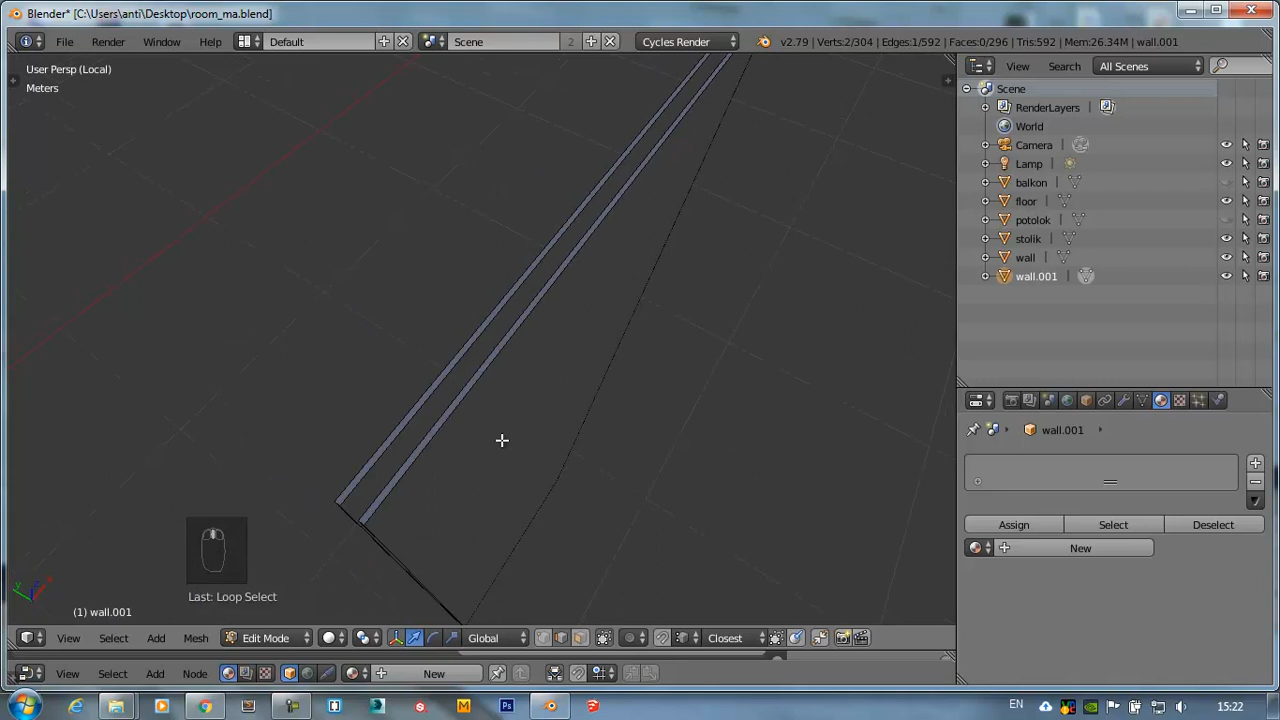 Blender* [C:\Users\anti\Desktop\room_ma.blend]
File Render Window Help Default Scene 2 Cycles Render v2.79 | Verts:2/304 | Edges:1/592 | Faces:0/296 | Tris:592 | Mem:26.34M | wall.001
User Persp (Local)
Meters
View Search All Scenes
Scene
RenderLayers
World
Camera
Lamp
balkon
floor
potolok
stolik
wall
wall.001
wall.001
Assign Select Deselect
New
Last: Loop Select
(1) wall.001
View Select Add Mesh Edit Mode Global Closest
View Select Add Node New
EN 15:22